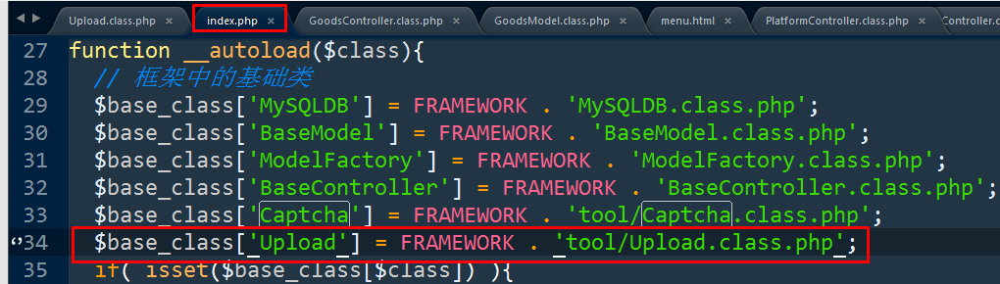 Upload.class.php × index.php × GoodsController.class.php × GoodsModel.class.php × menu.html × PlatformController.class.php × Controller.c
27 function __autoload($class){
28 // 框架中的基础类
29 $base_class['MySQLDB'] = FRAMEWORK . 'MySQLDB.class.php';
30 $base_class['BaseModel'] = FRAMEWORK . 'BaseModel.class.php';
31 $base_class['ModelFactory'] = FRAMEWORK . 'ModelFactory.class.php';
32 $base_class['BaseController'] = FRAMEWORK . 'BaseController.class.php';
33 $base_class['Captcha'] = FRAMEWORK . 'tool/Captcha.class.php';
34 $base_class['Upload'] = FRAMEWORK . 'tool/Upload.class.php';
35 if( isset($base_class[$class]) ){